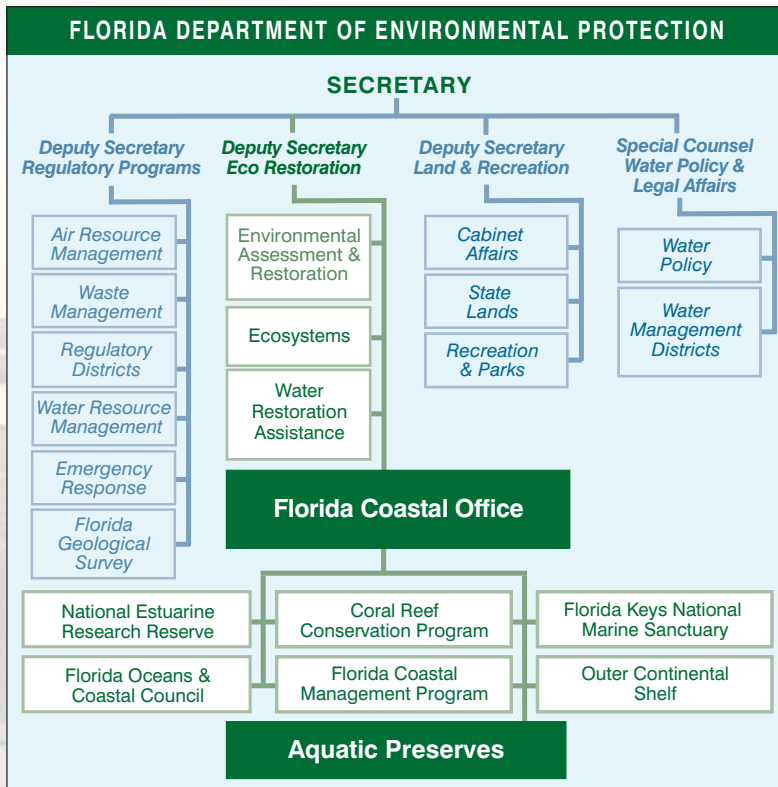 FLORIDA DEPARTMENT OF ENVIRONMENTAL PROTECTION
SECRETARY
Deputy Secretary
Regulatory Programs
Air Resource
Management
Waste
Management
Regulatory
Districts
Water Resource
Management
Emergency
Response
Florida
Geological
Survey
Deputy Secretary
Eco Restoration
Environmental
Assessment &
Restoration
Ecosystems
Water
Restoration
Assistance
Deputy Secretary
Land & Recreation
Cabinet
Affairs
State
Lands
Recreation
& Parks
Special Counsel
Water Policy &
Legal Affairs
Water
Policy
Water
Management
Districts
Florida Coastal Office
National Estuarine
Research Reserve
Coral Reef
Conservation Program
Florida Keys National
Marine Sanctuary
Florida Oceans &
Coastal Council
Florida Coastal
Management Program
Outer Continental
Shelf
Aquatic Preserves